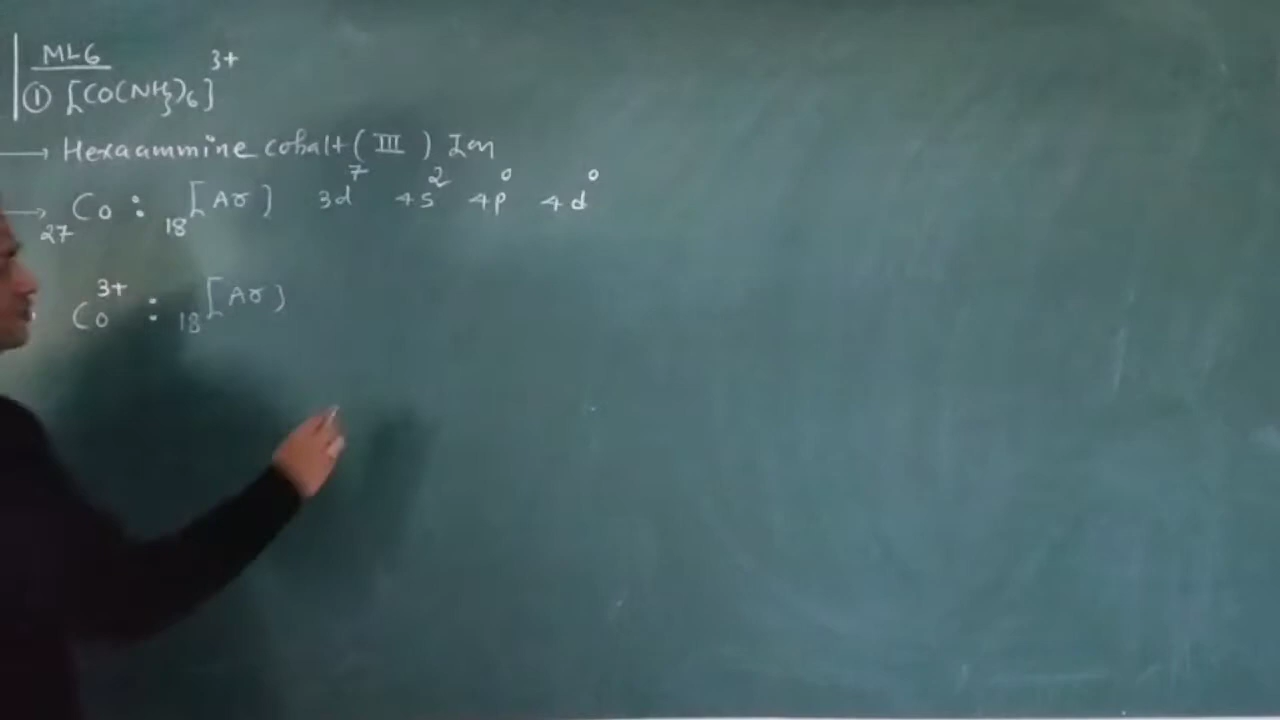 ML6
① [Co(NH₃)₆]³⁺
→ Hexaammine cobalt (III) Ion
→ ₂₇Co : ₁₈[Ar] 3d⁷ 4s² 4p⁰ 4d⁰
Co³⁺ : ₁₈[Ar]